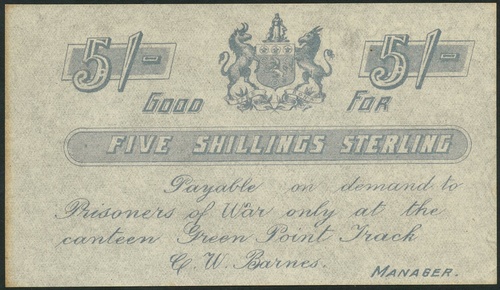 5/- 5/-
Good For
FIVE SHILLINGS STERLING
Payable on demand to
Prisoners of War only at the
canteen Green Point Track
C. W. Barnes.
MANAGER.